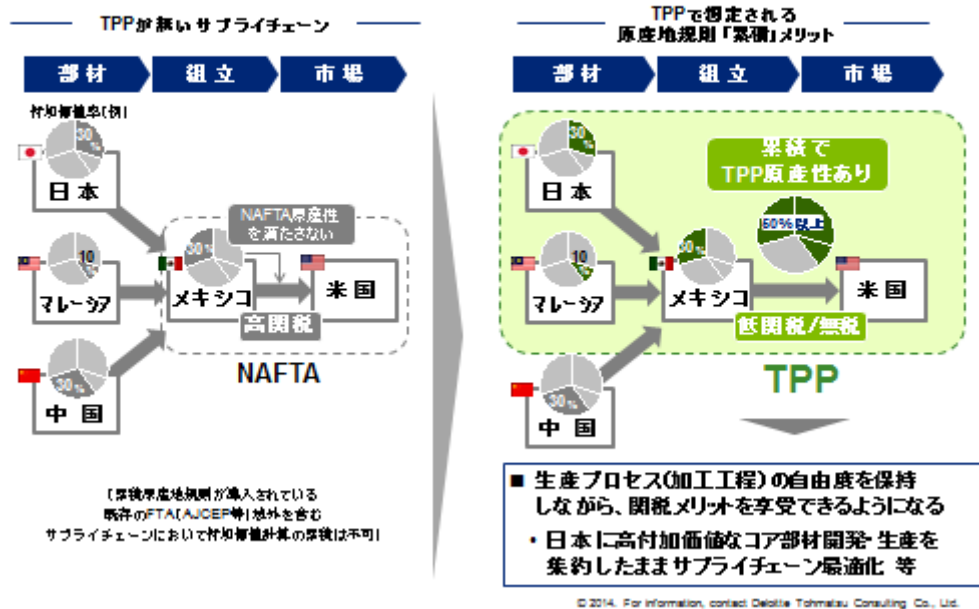 TPPが無いサプライチェーン
部材
組立
市場
付加価値率(例)
30%
日本
10%
マレーシア
30%
中国
30%
メキシコ
NAFTA原産性
を満たさない
米国
高関税
NAFTA
(累積原産地規則が導入されている
既存のFTA(AJCEP等)域外を含む
サプライチェーンにおいて付加価値計算の累積は不可)
TPPで想定される
原産地規則「累積」メリット
部材
組立
市場
30%
日本
10%
マレーシア
30%
中国
30%
メキシコ
累積で
TPP原産性あり
60%以上
米国
低関税/無税
TPP
■ 生産プロセス(加工工程)の自由度を保持
しながら、関税メリットを享受できるようになる
・日本に高付加価値なコア部材開発・生産を
集約したままサプライチェーン最適化 等
© 2014. For information, contact Deloitte Tohmatsu Consulting Co., Ltd.